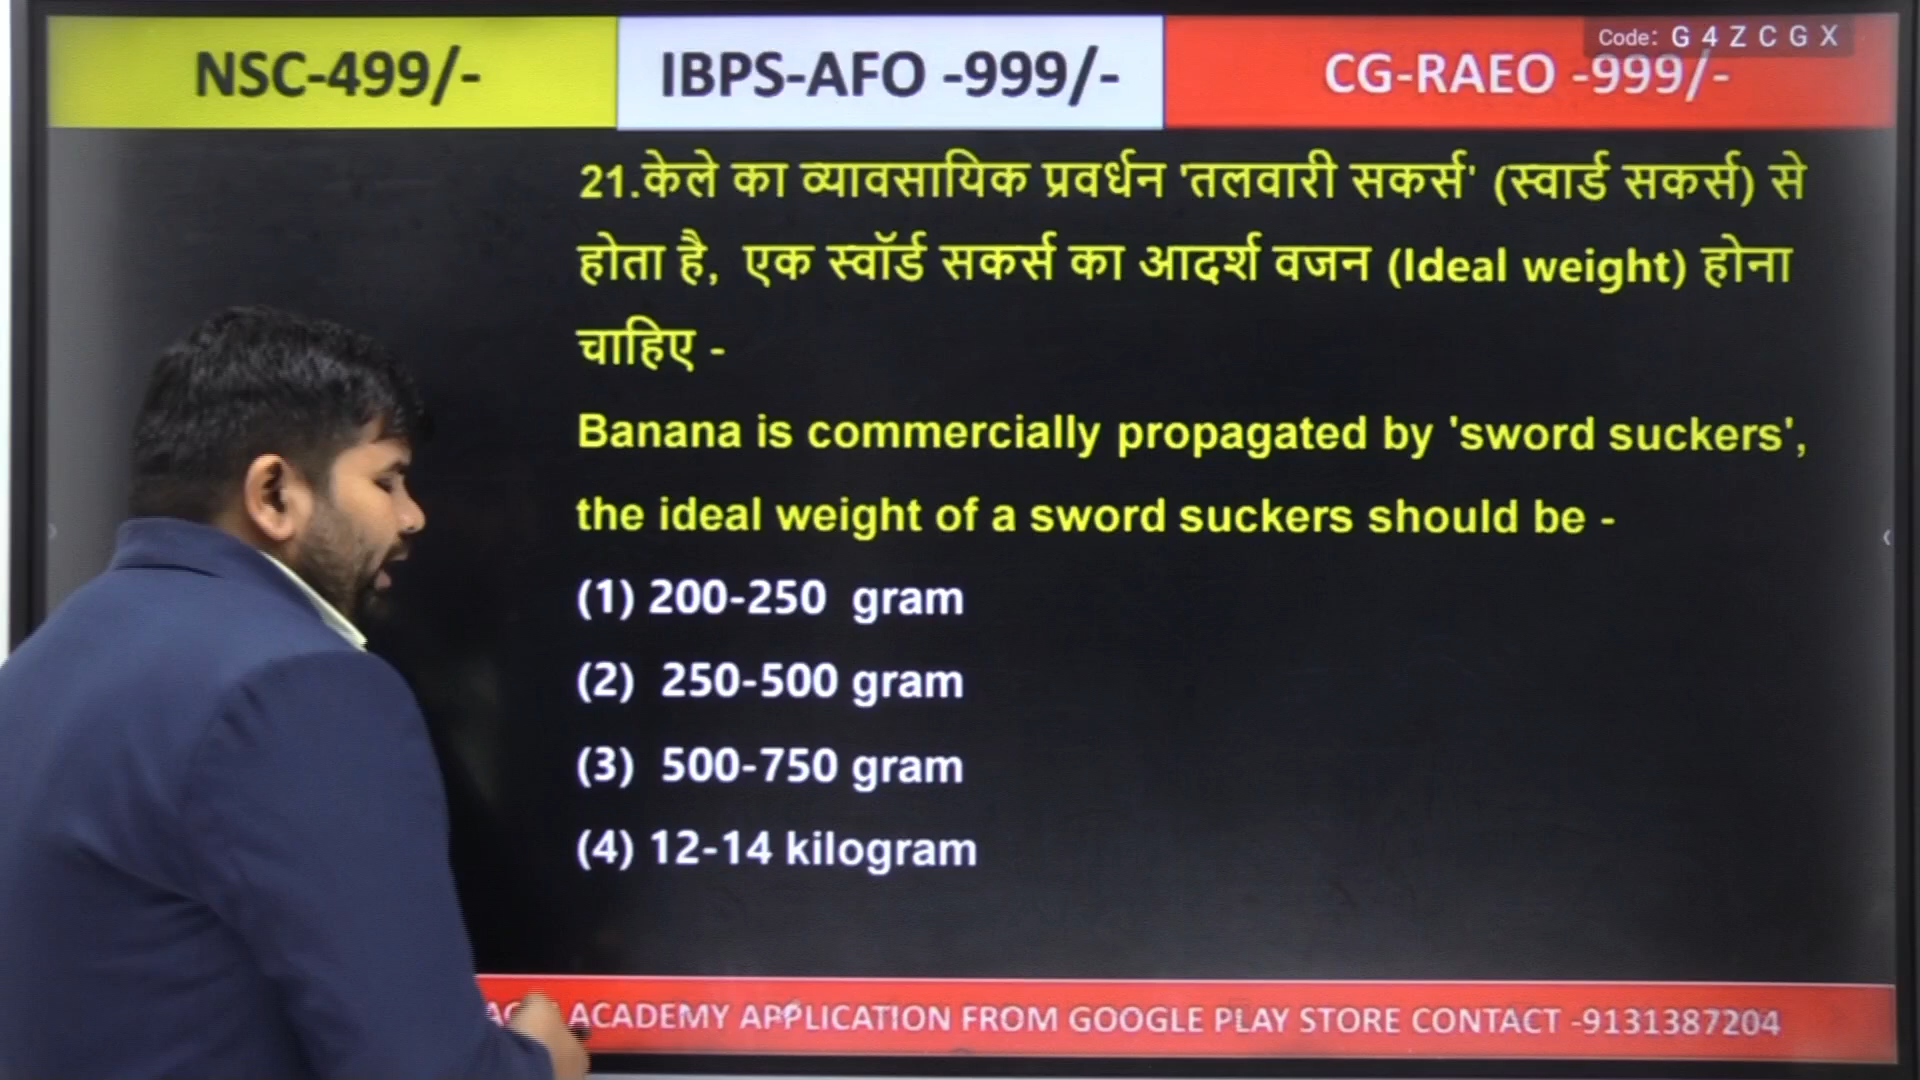 NSC-499/-
IBPS-AFO -999/-
CG-RAEO -999/-
Code: G 4 Z C G X
21.केले का व्यावसायिक प्रवर्धन 'तलवारी सकर्स' (स्वार्ड सकर्स) से
होता है, एक स्वॉर्ड सकर्स का आदर्श वजन (Ideal weight) होना
चाहिए -
Banana is commercially propagated by 'sword suckers',
the ideal weight of a sword suckers should be -
(1) 200-250 gram
(2) 250-500 gram
(3) 500-750 gram
(4) 12-14 kilogram
ACADEMY APPLICATION FROM GOOGLE PLAY STORE CONTACT -9131387204